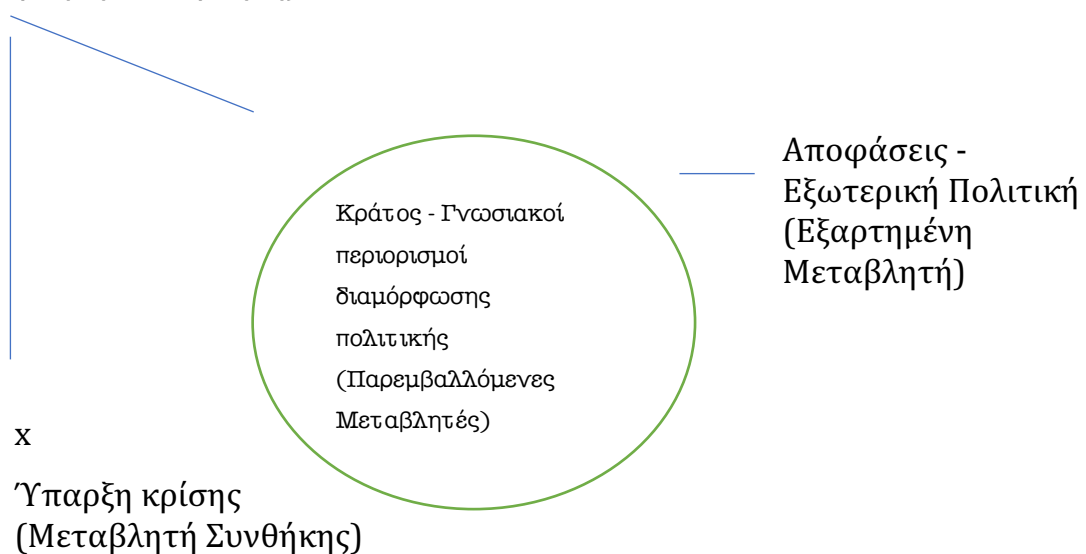 Αποφάσεις -
Εξωτερική Πολιτική
(Εξαρτημένη
Μεταβλητή)
Κράτος - Γνωσιακοί
περιορισμοί
διαμόρφωσης
πολιτικής
(Παρεμβαλλόμενες
Μεταβλητές)
x
Ύπαρξη κρίσης
(Μεταβλητή Συνθήκης)